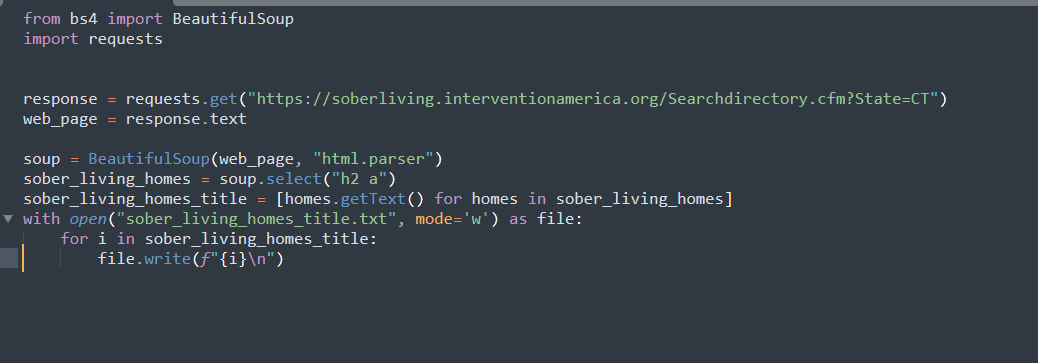 from bs4 import BeautifulSoup
import requests
response = requests.get("https://soberliving.interventionamerica.org/Searchdirectory.cfm?State=CT")
web_page = response.text
soup = BeautifulSoup(web_page, "html.parser")
sober_living_homes = soup.select("h2 a")
sober_living_homes_title = [homes.getText() for homes in sober_living_homes]
with open("sober_living_homes_title.txt", mode='w') as file:
    for i in sober_living_homes_title:
        file.write(f"{i}\n")